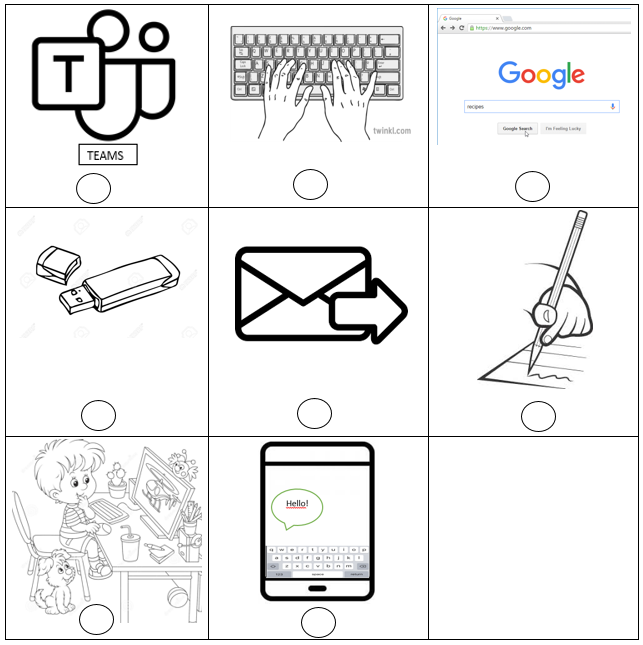 T
TEAMS
twinkl.com
Google
https://www.google.com
Google
recipes
Google Search
I'm Feeling Lucky
Hello!
q w e r t y u i o p
a s d f g h j k l
z x c v b n m